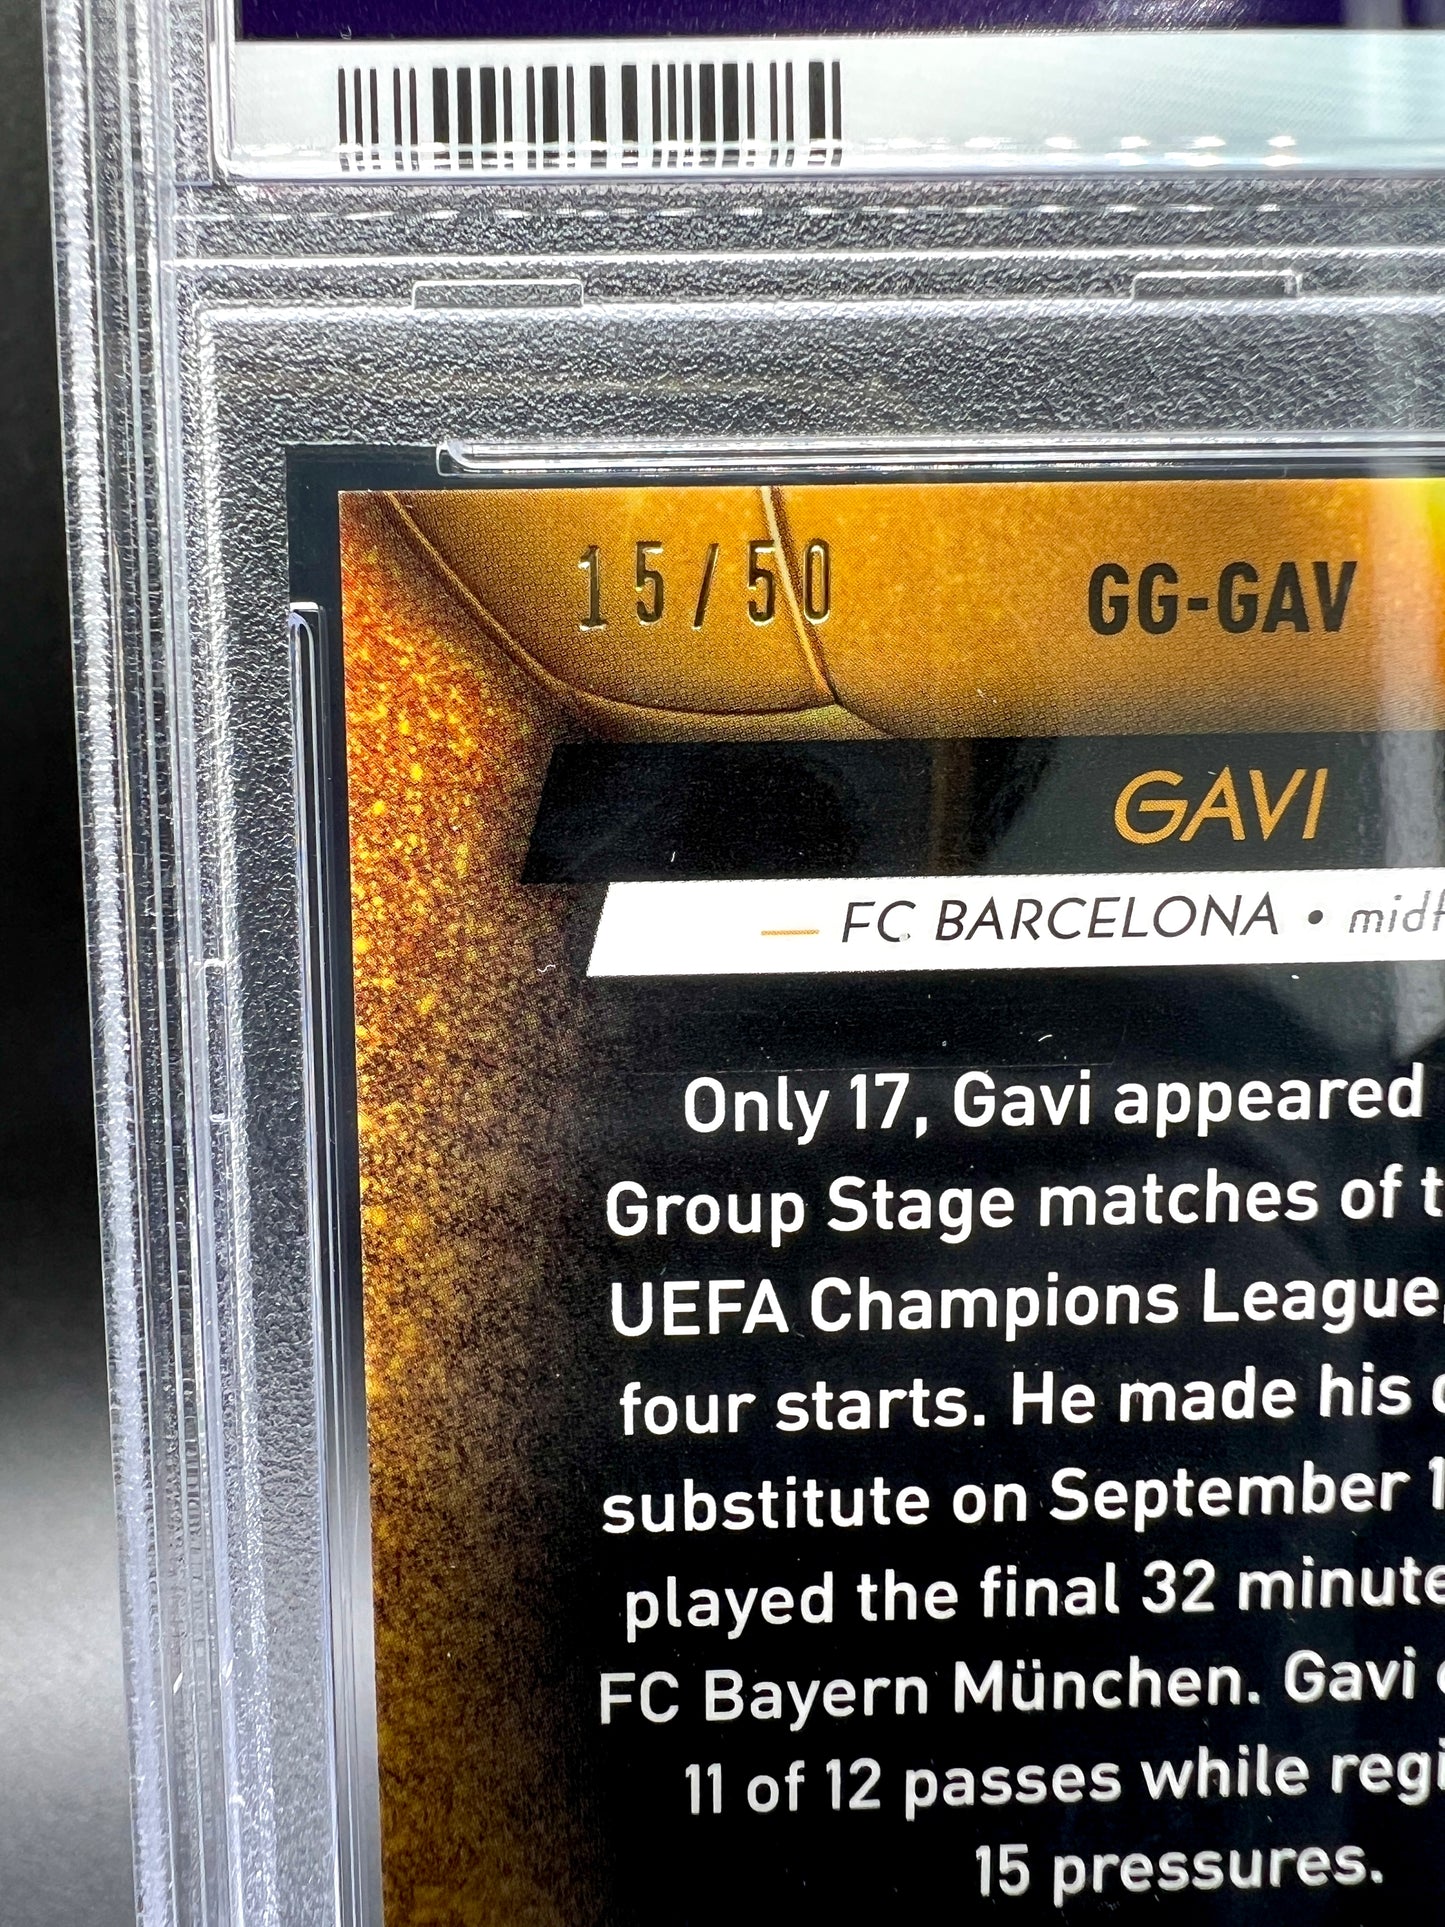 15/50
GG-GAV
GAVI
FC BARCELONA •
Only 17, Gavi appeared
Group Stage matches of
UEFA Champions League,
four starts. He made his
substitute on September
played the final 32
FC Bayern München. Gavi
11 of 12 passes while
15 pressures.